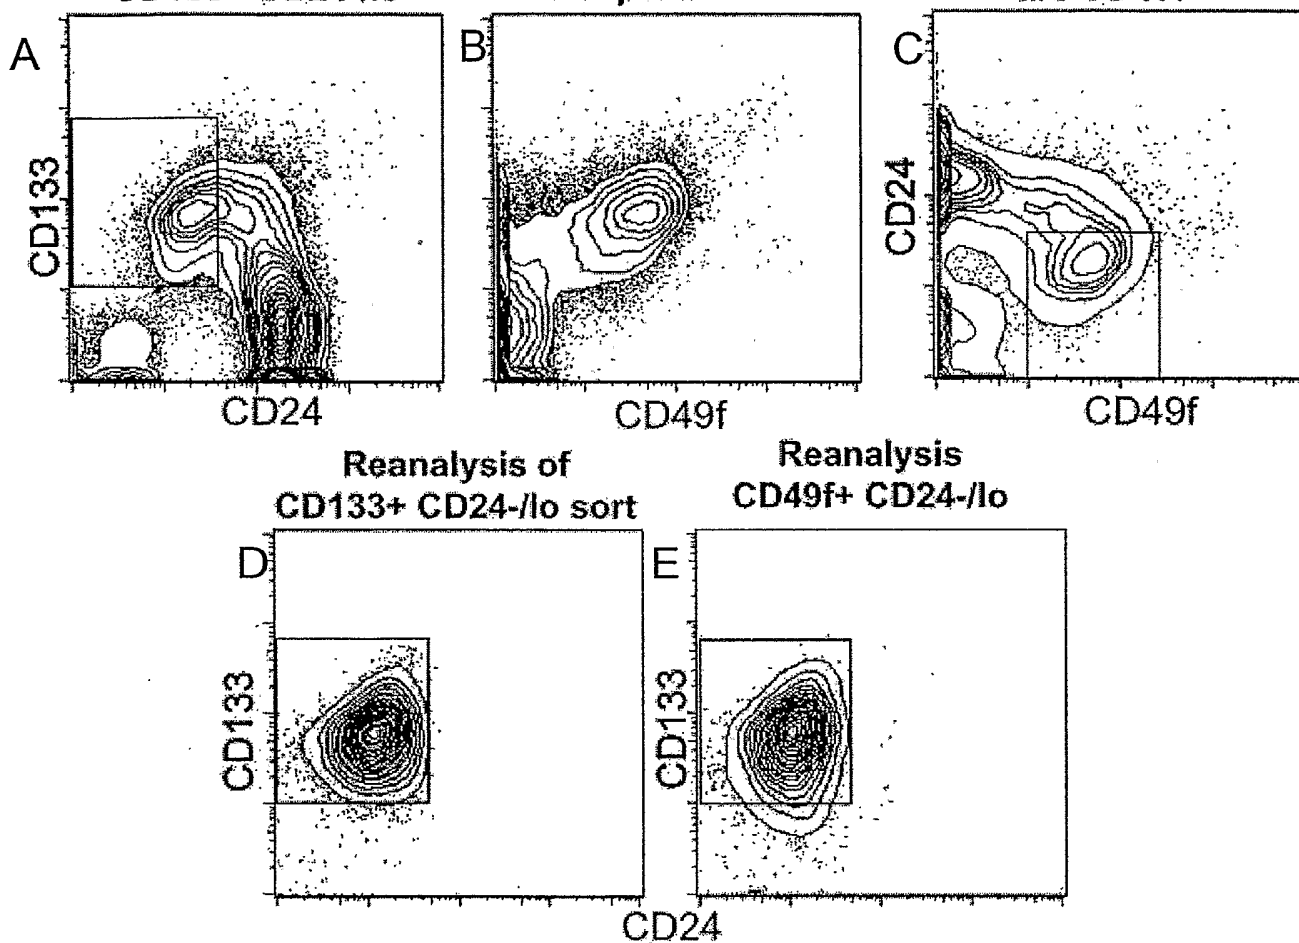 A
B
C
CD133
CD24
CD49f
CD24
CD49f
Reanalysis of
CD133+ CD24-/lo sort
Reanalysis
CD49f+ CD24-/lo
D
E
CD133
CD133
CD24